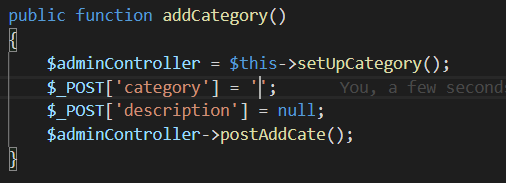 public function addCategory()
{
$adminController = $this->setUpCategory();
$_POST['category'] = ''; You, a few seconds
$_POST['description'] = null;
$adminController->postAddCate();
}